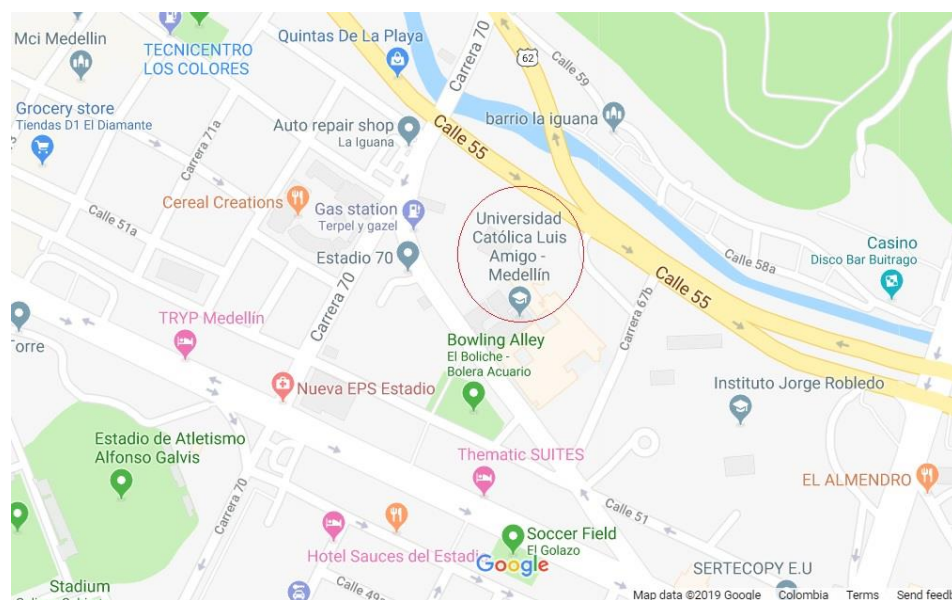 Mci Medellin
TECNICENTRO
LOS COLORES
Quintas De La Playa
Carrera 70
62
Calle 59
Grocery store
Tiendas D1 El Diamante
Carrera 71a
Auto repair shop
La Iguana
Calle 55
barrio la iguana
Cereal Creations
Calle 51a
Gas station
Terpel y gazel
Estadio 70
Universidad
Católica Luis
Amigo -
Medellín
Casino
Disco Bar Buitrago
Calle 58a
Calle 55
Carrera 67b
Carrera 70
TRYP Medellín
Torre
Bowling Alley
El Boliche -
Bolera Acuario
Nueva EPS Estadio
Instituto Jorge Robledo
Estadio de Atletismo
Alfonso Galvis
Thematic SUITES
EL ALMENDRO
Carrera 70
Calle 51
Hotel Sauces del Estadi
Soccer Field
El Golazo
Google
SERTECOPY E.U
Stadium
Map data ©2019 Google Colombia Terms Send feed